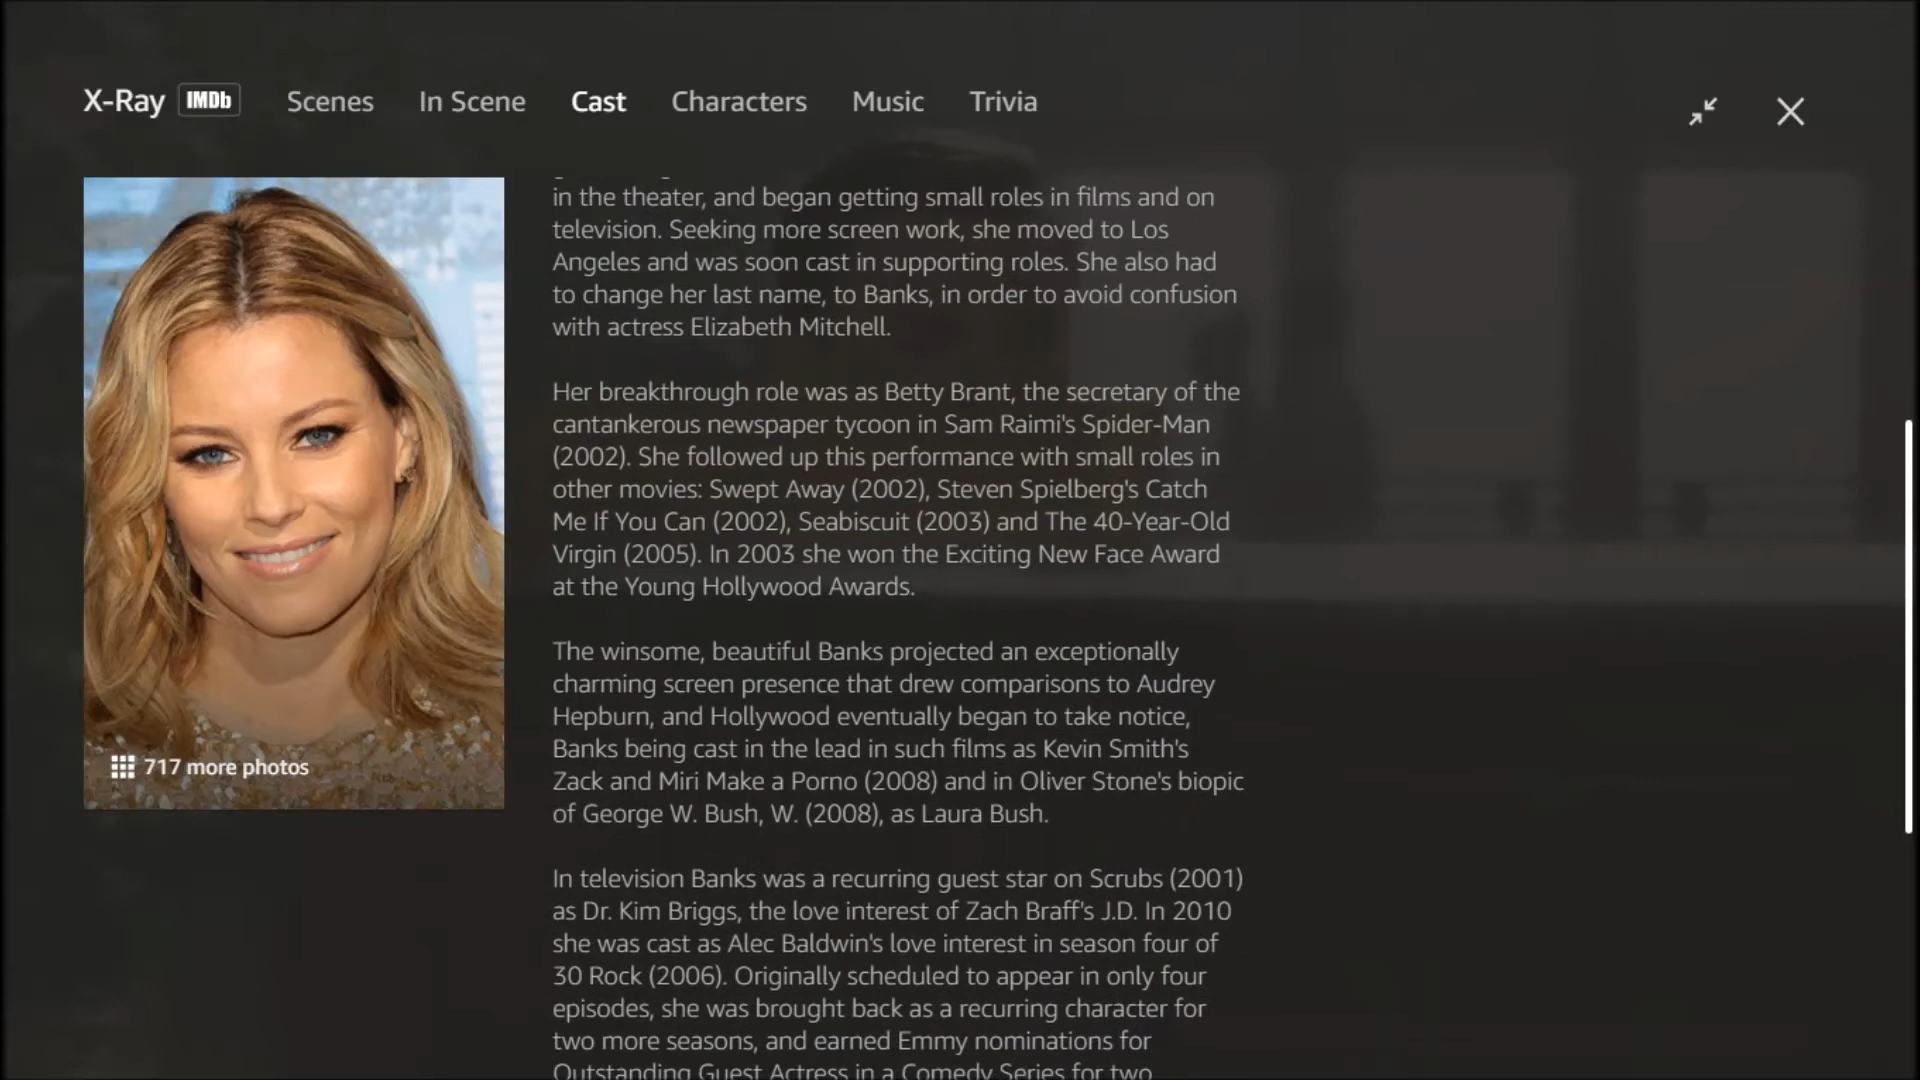 X-Ray IMDb Scenes In Scene Cast Characters Music Trivia
in the theater, and began getting small roles in films and on
television. Seeking more screen work, she moved to Los
Angeles and was soon cast in supporting roles. She also had
to change her last name, to Banks, in order to avoid confusion
with actress Elizabeth Mitchell.
Her breakthrough role was as Betty Brant, the secretary of the
cantankerous newspaper tycoon in Sam Raimi's Spider-Man
(2002). She followed up this performance with small roles in
other movies: Swept Away (2002), Steven Spielberg's Catch
Me If You Can (2002), Seabiscuit (2003) and The 40-Year-Old
Virgin (2005). In 2003 she won the Exciting New Face Award
at the Young Hollywood Awards.
The winsome, beautiful Banks projected an exceptionally
charming screen presence that drew comparisons to Audrey
Hepburn, and Hollywood eventually began to take notice,
Banks being cast in the lead in such films as Kevin Smith's
Zack and Miri Make a Porno (2008) and in Oliver Stone's biopic
of George W. Bush, W. (2008), as Laura Bush.
In television Banks was a recurring guest star on Scrubs (2001)
as Dr. Kim Briggs, the love interest of Zach Braff's J.D. In 2010
she was cast as Alec Baldwin's love interest in season four of
30 Rock (2006). Originally scheduled to appear in only four
episodes, she was brought back as a recurring character for
two more seasons, and earned Emmy nominations for
Outstanding Guest Actress in a Comedy Series for two
717 more photos